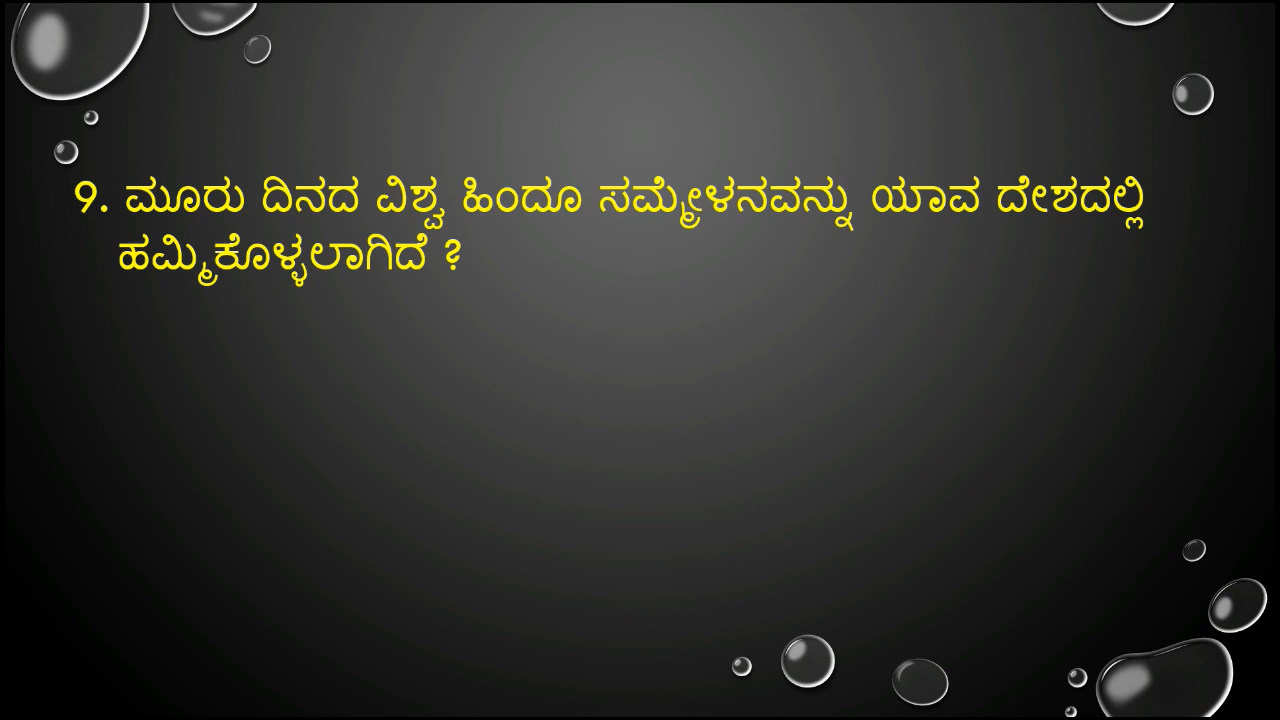 9. ಮೂರು ದಿನದ ವಿಶ್ವ ಹಿಂದೂ ಸಮ್ಮೇಳನವನ್ನು ಯಾವ ದೇಶದಲ್ಲಿ
ಹಮ್ಮಿಕೊಳ್ಳಲಾಗಿದೆ ?